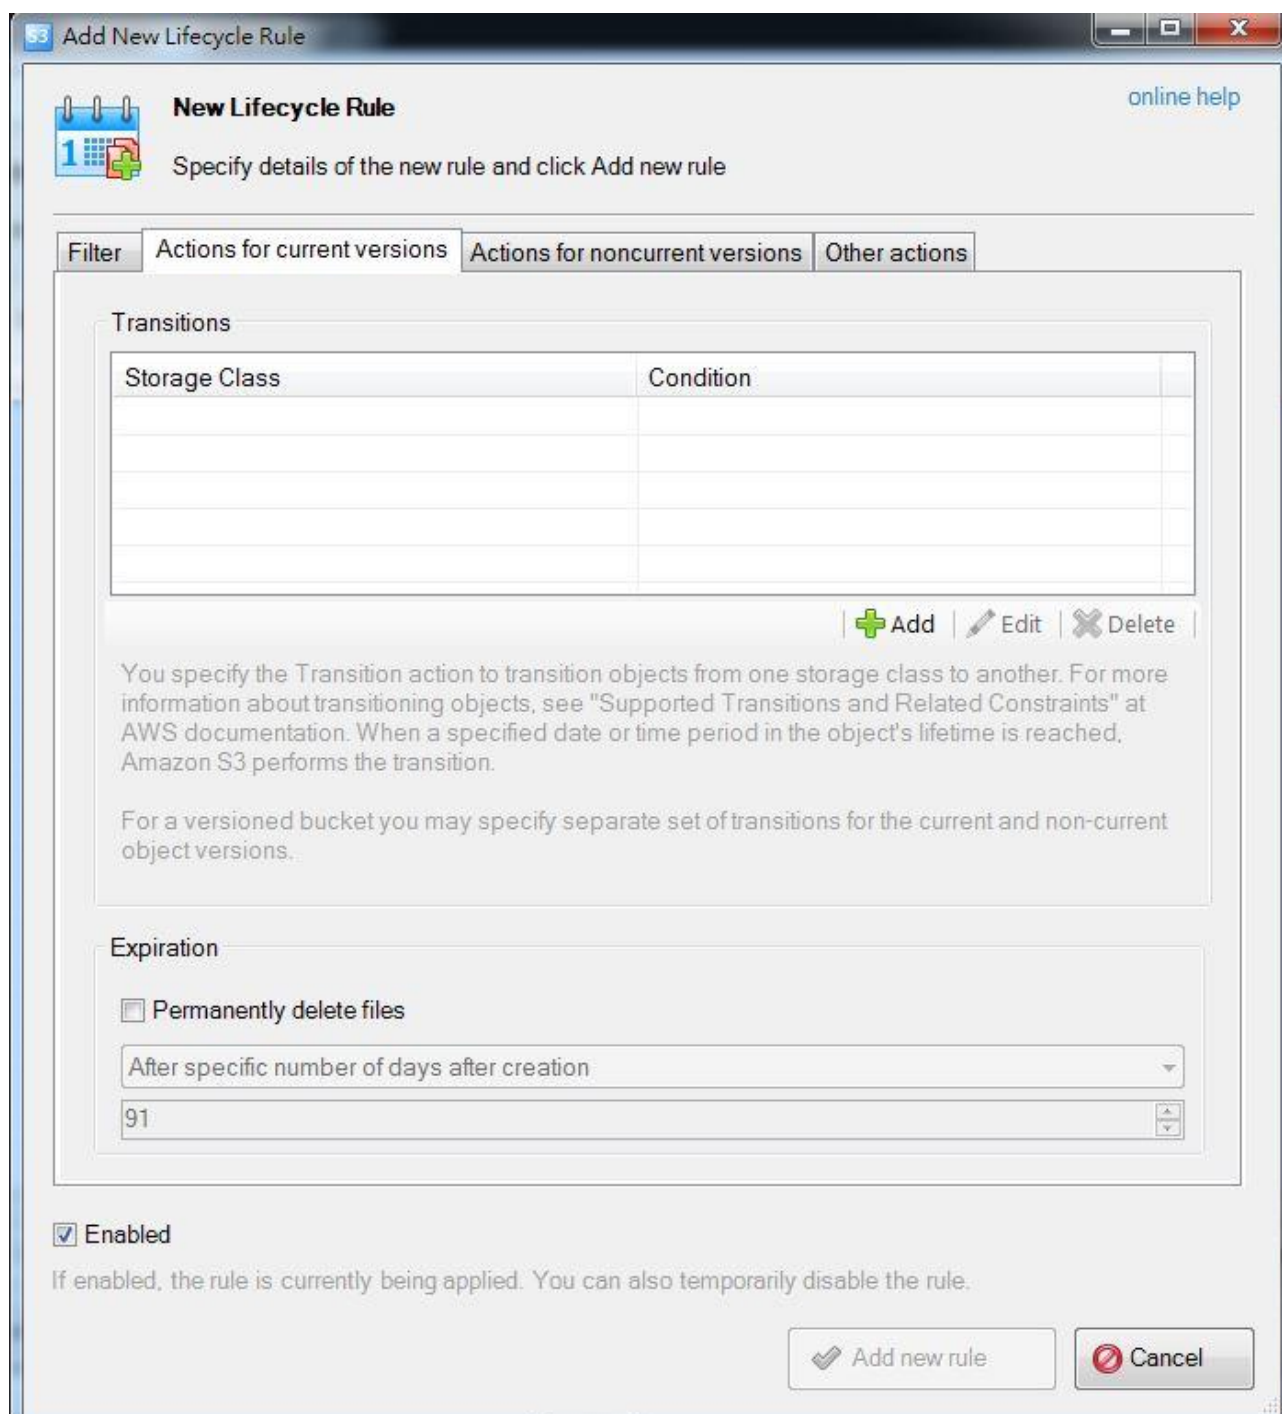 S3 Add New Lifecycle Rule
New Lifecycle Rule
online help
Specify details of the new rule and click Add new rule
Filter
Actions for current versions
Actions for noncurrent versions
Other actions
Transitions
Storage Class
Condition
Add
Edit
Delete
You specify the Transition action to transition objects from one storage class to another. For more
information about transitioning objects, see "Supported Transitions and Related Constraints" at
AWS documentation. When a specified date or time period in the object's lifetime is reached,
Amazon S3 performs the transition.
For a versioned bucket you may specify separate set of transitions for the current and non-current
object versions.
Expiration
Permanently delete files
After specific number of days after creation
91
Enabled
If enabled, the rule is currently being applied. You can also temporarily disable the rule.
Add new rule
Cancel